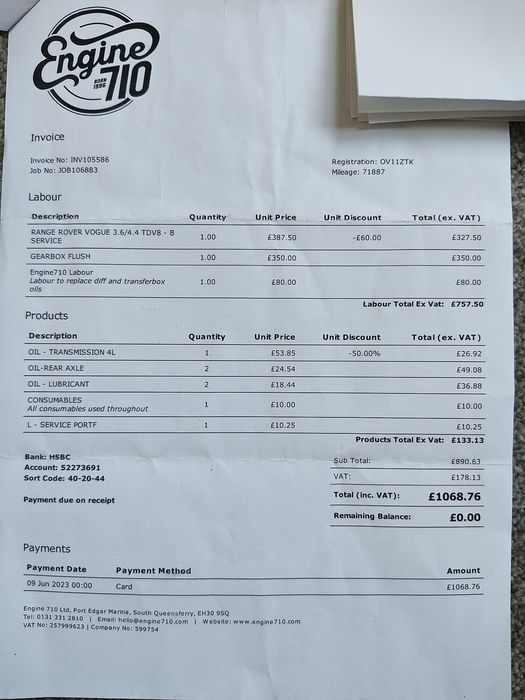 Engine
BORN
1996
710
Invoice
Invoice No: INV105586
Job No: JOB106883
Registration: OV11ZTK
Mileage: 71887
Labour
Description Quantity Unit Price Unit Discount Total (ex. VAT)
RANGE ROVER VOGUE 3.6/4.4 TDV8 - B
SERVICE 1.00 £387.50 -£60.00 £327.50
GEARBOX FLUSH 1.00 £350.00 £350.00
Engine710 Labour
Labour to replace diff and transferbox
oils 1.00 £80.00 £80.00
Labour Total Ex Vat: £757.50
Products
Description Quantity Unit Price Unit Discount Total (ex. VAT)
OIL - TRANSMISSION 4L 1 £53.85 -50.00% £26.92
OIL-REAR AXLE 2 £24.54 £49.08
OIL - LUBRICANT 2 £18.44 £36.88
CONSUMABLES
All consumables used throughout 1 £10.00 £10.00
L - SERVICE PORTF 1 £10.25 £10.25
Products Total Ex Vat: £133.13
Bank: HSBC
Account: 52273691
Sort Code: 40-20-44
Payment due on receipt
Sub Total: £890.63
VAT: £178.13
Total (inc. VAT): £1068.76
Remaining Balance: £0.00
Payments
Payment Date Payment Method Amount
09 Jun 2023 00:00 Card £1068.76
Engine 710 Ltd, Port Edgar Marina, South Queensferry, EH30 9SQ
Tel: 0131 331 2810 | Email: hello@engine710.com | Website: www.engine710.com
VAT No: 257999623 | Company No: 599754